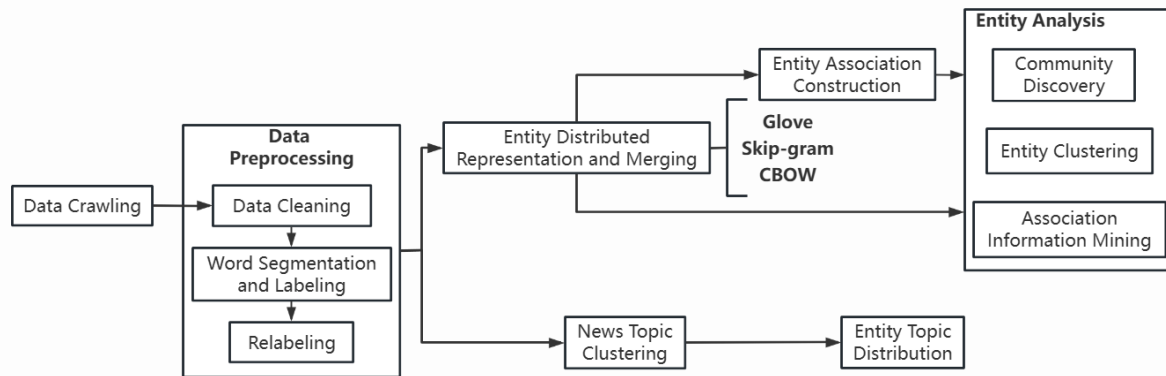 Data Crawling
Data
Preprocessing
Data Cleaning
Word Segmentation
and Labeling
Relabeling
Entity Distributed
Representation and Merging
Glove
Skip-gram
CBOW
Entity Association
Construction
Entity Analysis
Community
Discovery
Entity Clustering
Association
Information Mining
News Topic
Clustering
Entity Topic
Distribution